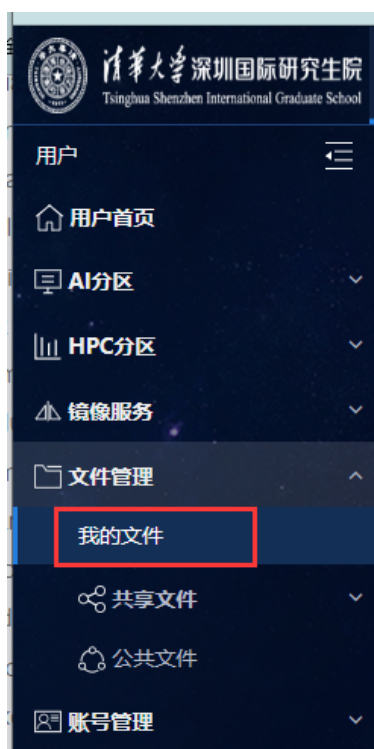 清华大学深圳国际研究生院
Tsinghua Shenzhen International Graduate School
用户
用户首页
AI分区
HPC分区
镜像服务
文件管理
我的文件
共享文件
公共文件
账号管理